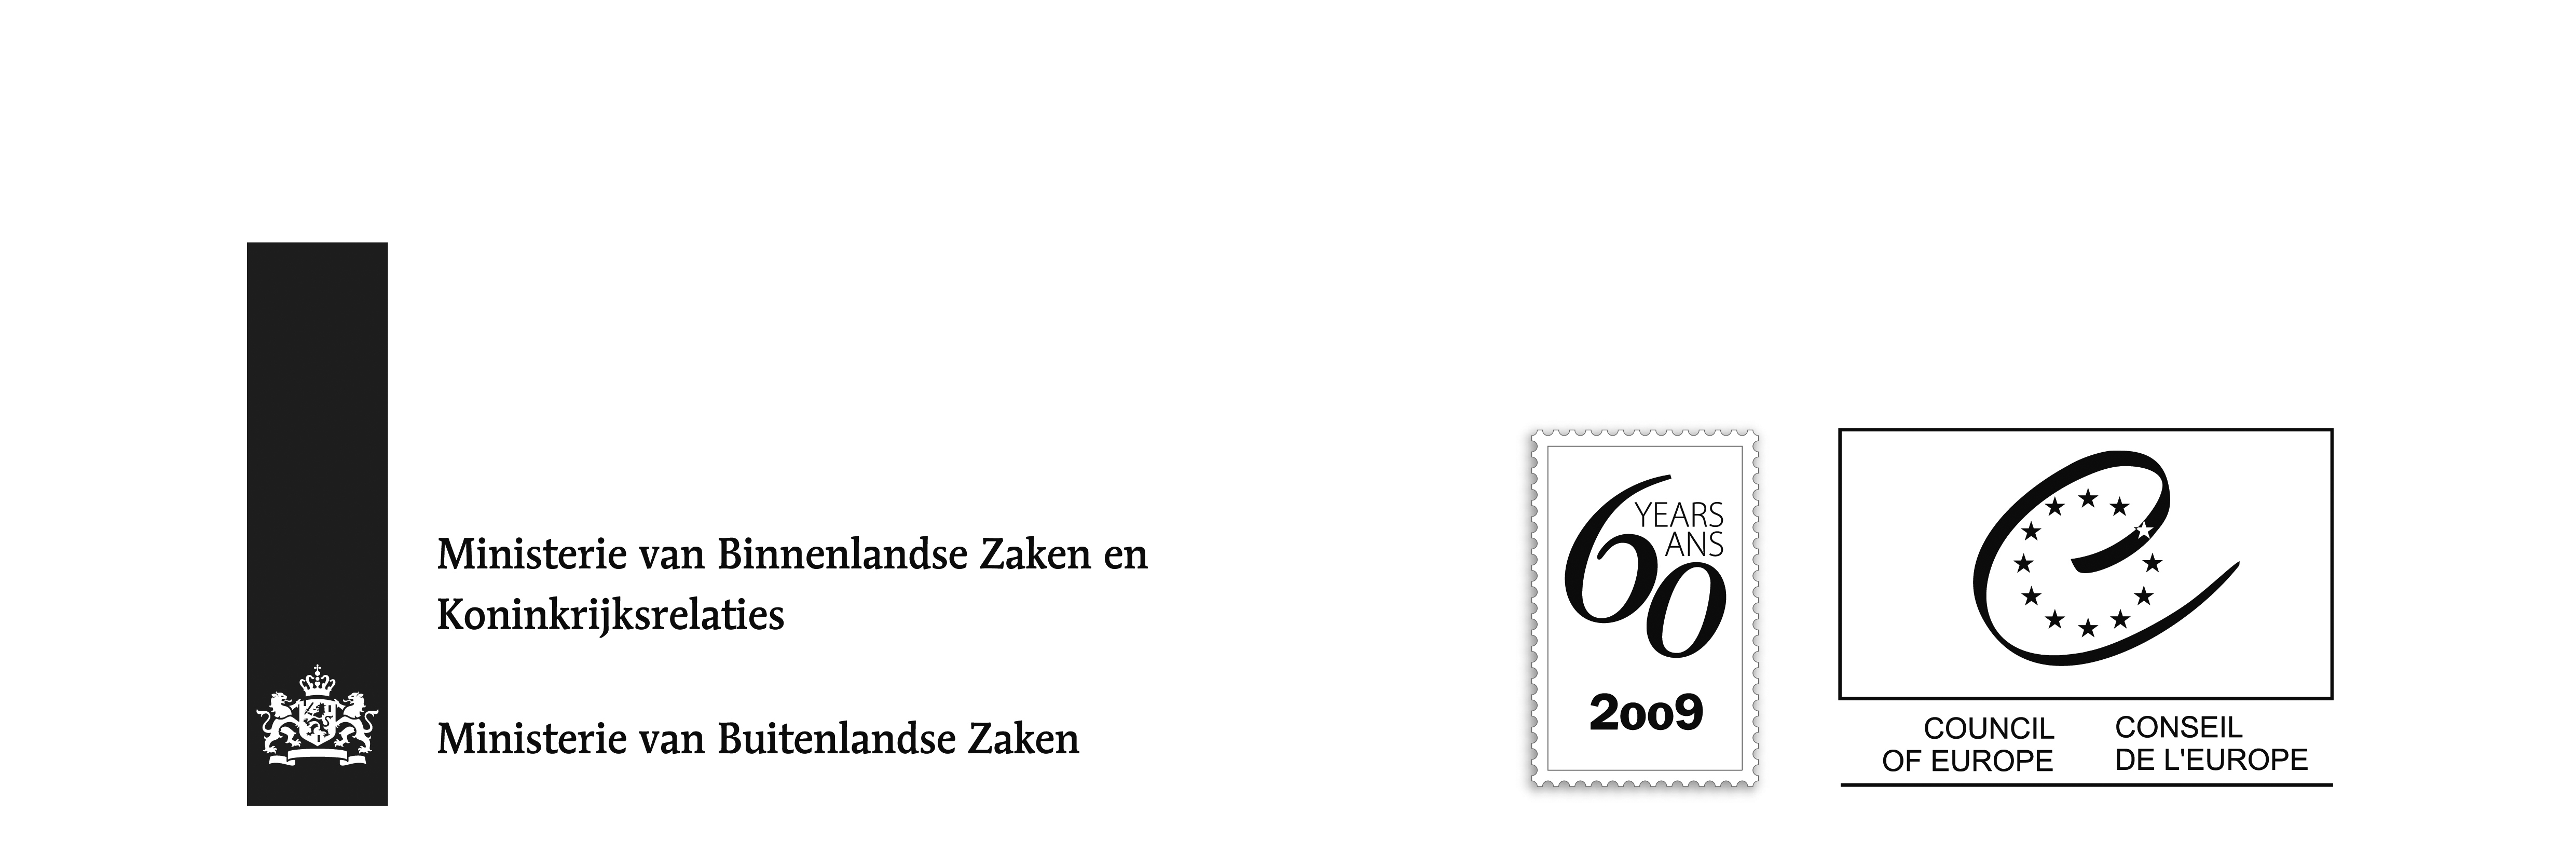 Ministerie van Binnenlandse Zaken en
Koninkrijksrelaties
Ministerie van Buitenlandse Zaken
60
YEARS
ANS
2009
COUNCIL
OF EUROPE
CONSEIL
DE L'EUROPE